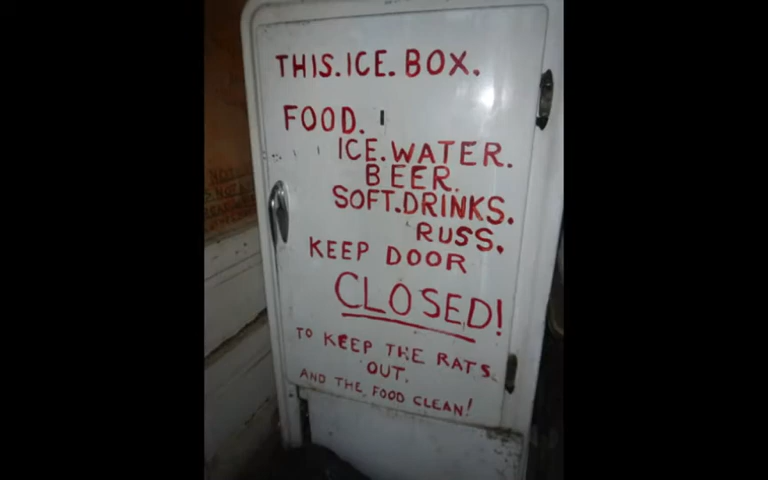 THIS.ICE.BOX.
FOOD.
ICE.WATER.
BEER.
SOFT.DRINKS.
RUSS.
KEEP DOOR
CLOSED!
TO KEEP THE RATS
OUT.
AND THE FOOD CLEAN!